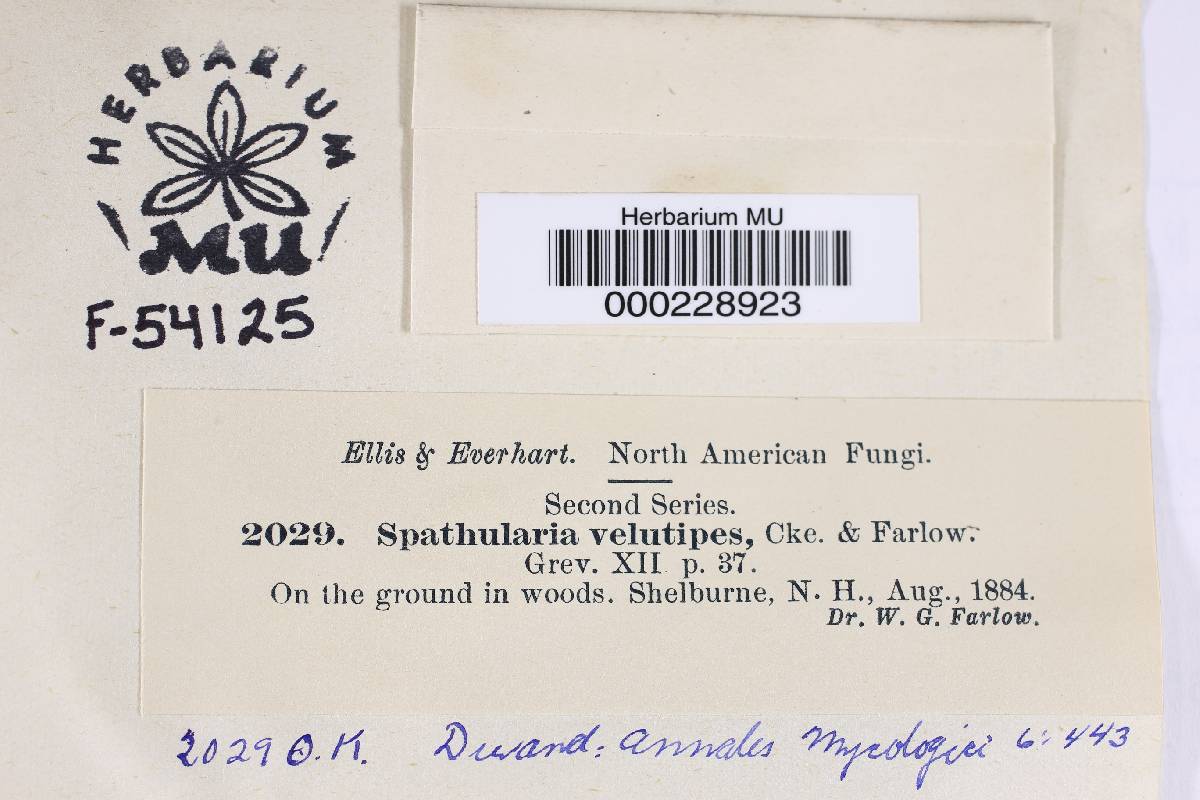 HERBARIUM
MU
F-54125
Herbarium MU
000228923
Ellis & Everhart. North American Fungi.
Second Series.
2029. Spathularia velutipes, Cke. & Farlow.
Grev. XII p. 37.
On the ground in woods. Shelburne, N. H., Aug., 1884.
Dr. W. G. Farlow.
2029 O.K. Durand: Annales Mycologici 6: 443